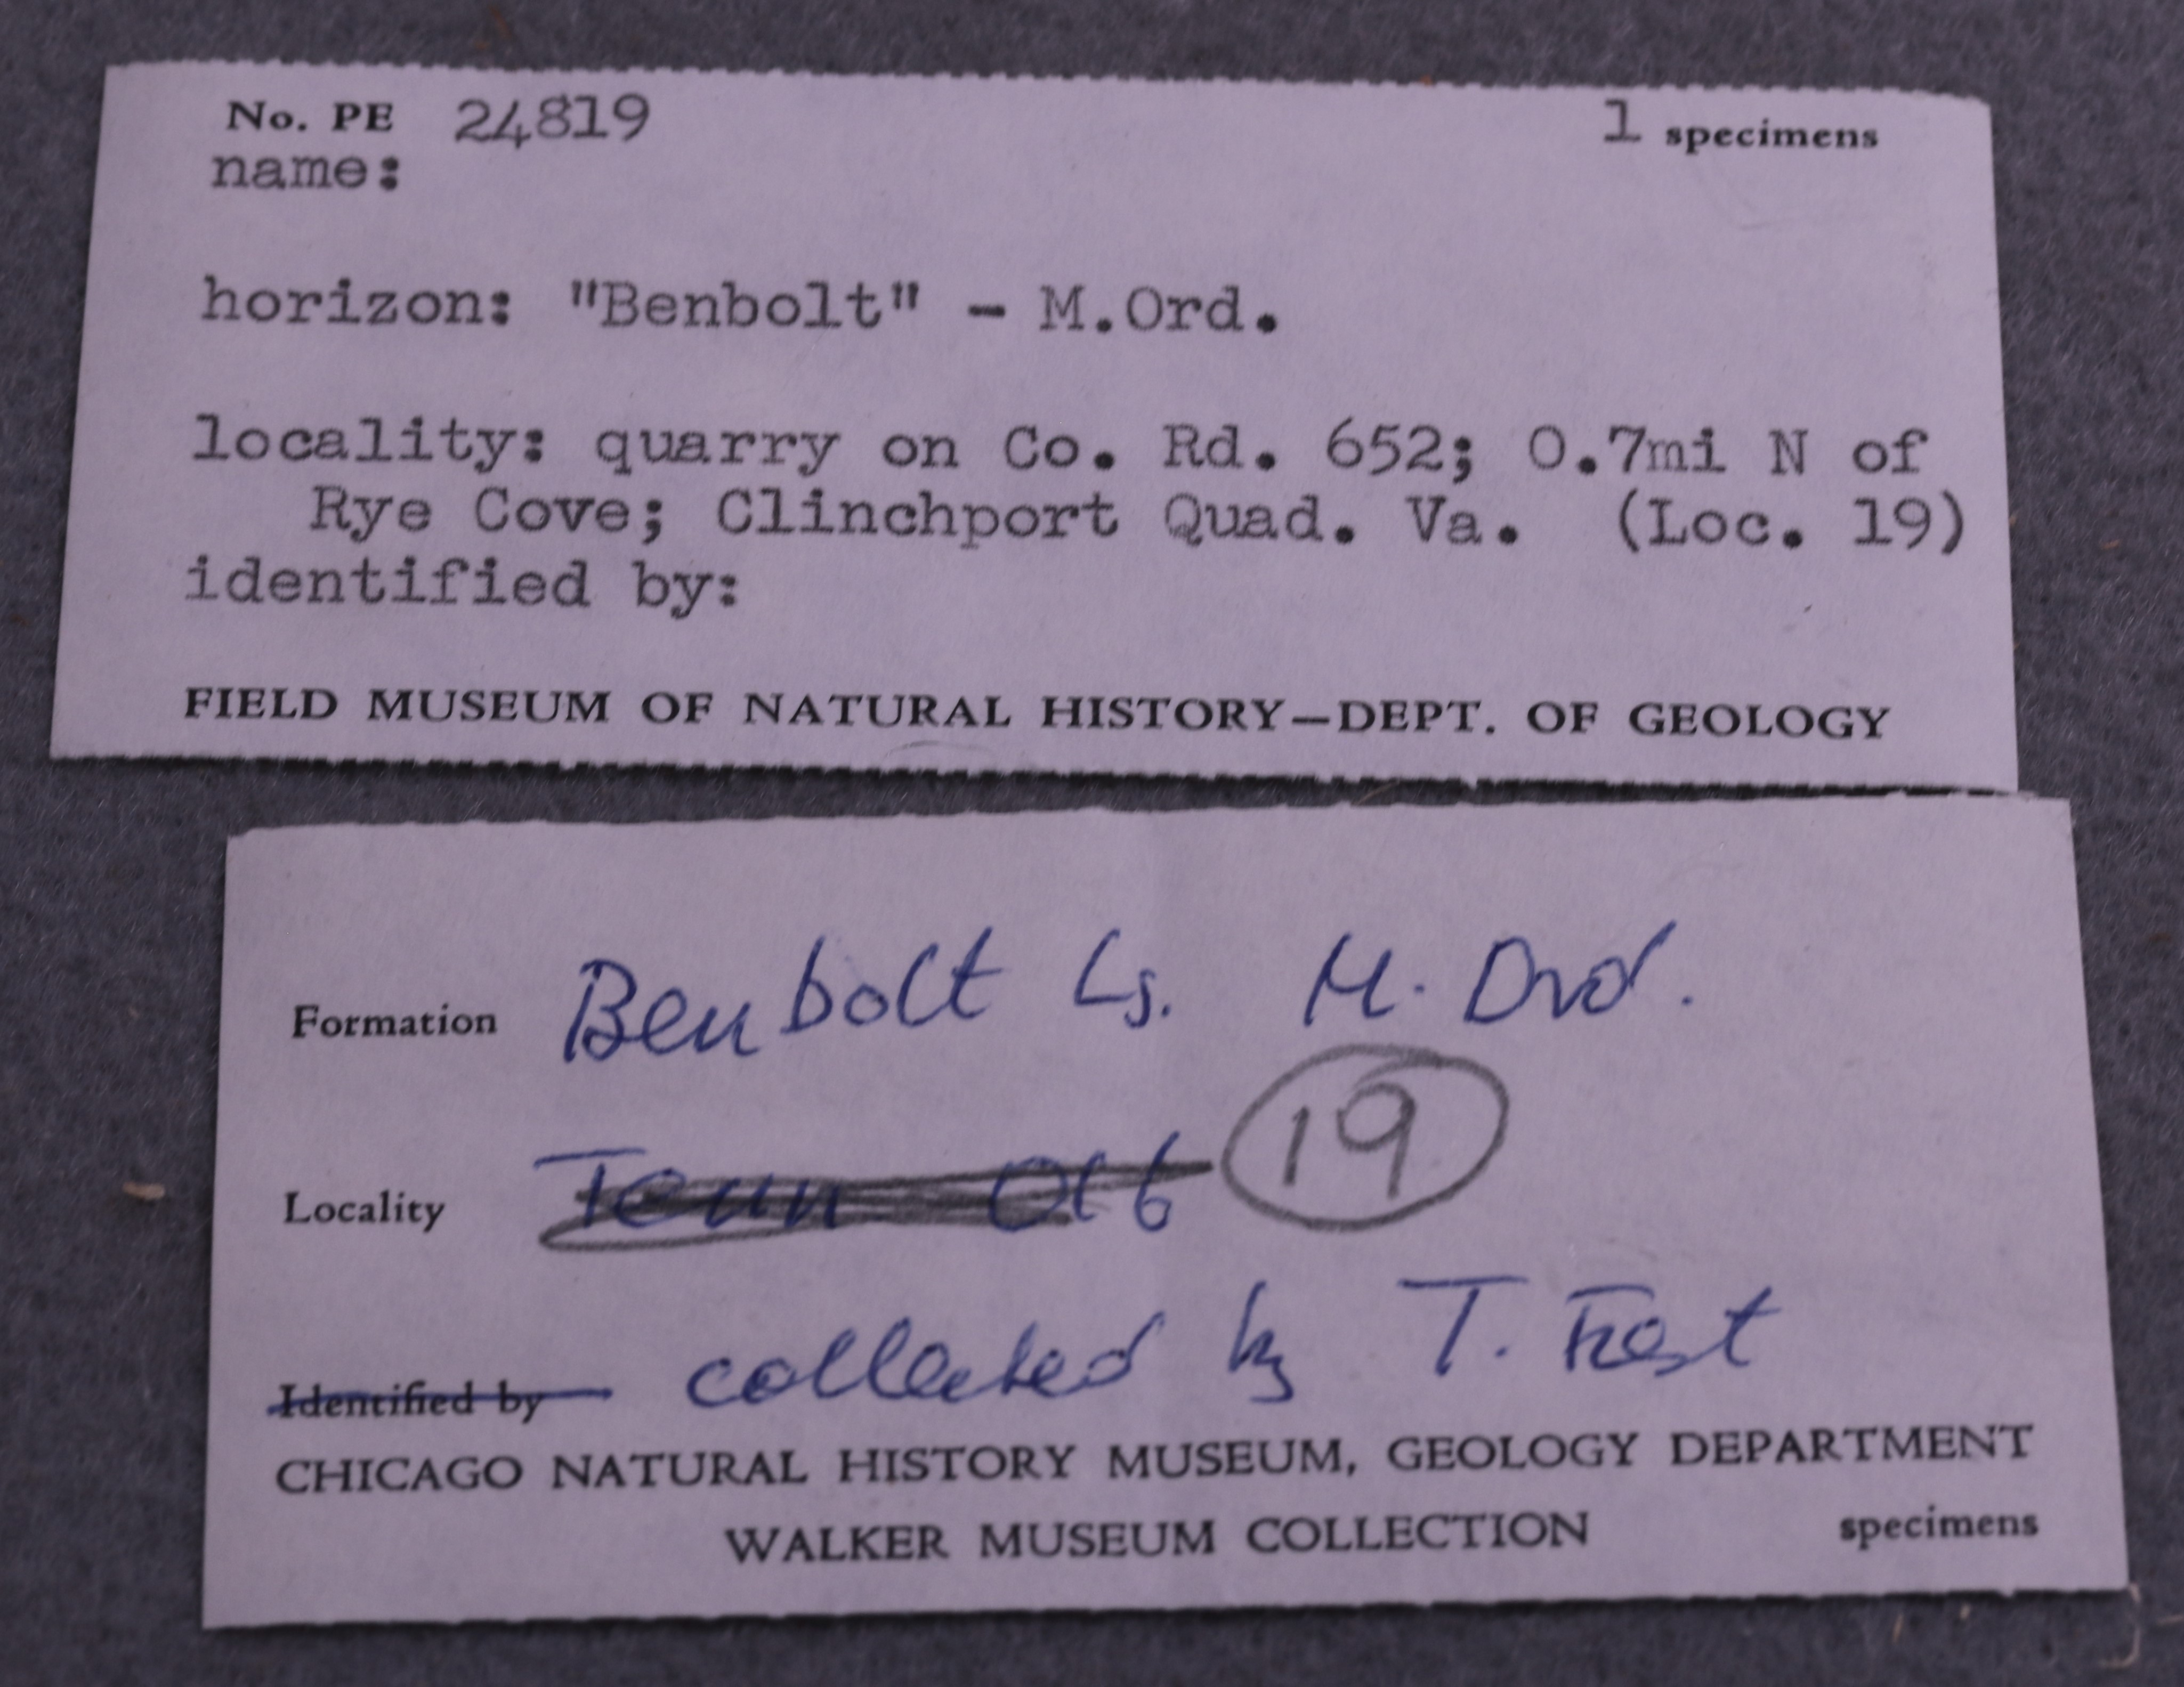 No. PE 24819 1 specimens
name:
horizon: "Benbolt" - M.Ord.
locality: quarry on Co. Rd. 652; 0.7mi N of
Rye Cove; Clinchport Quad. Va. (Loc. 19)
identified by:
FIELD MUSEUM OF NATURAL HISTORY—DEPT. OF GEOLOGY
Formation Benbolt Ls. M. Ord.
Locality Tenn 19
Identified by collected by T. Frest
CHICAGO NATURAL HISTORY MUSEUM, GEOLOGY DEPARTMENT
WALKER MUSEUM COLLECTION specimens